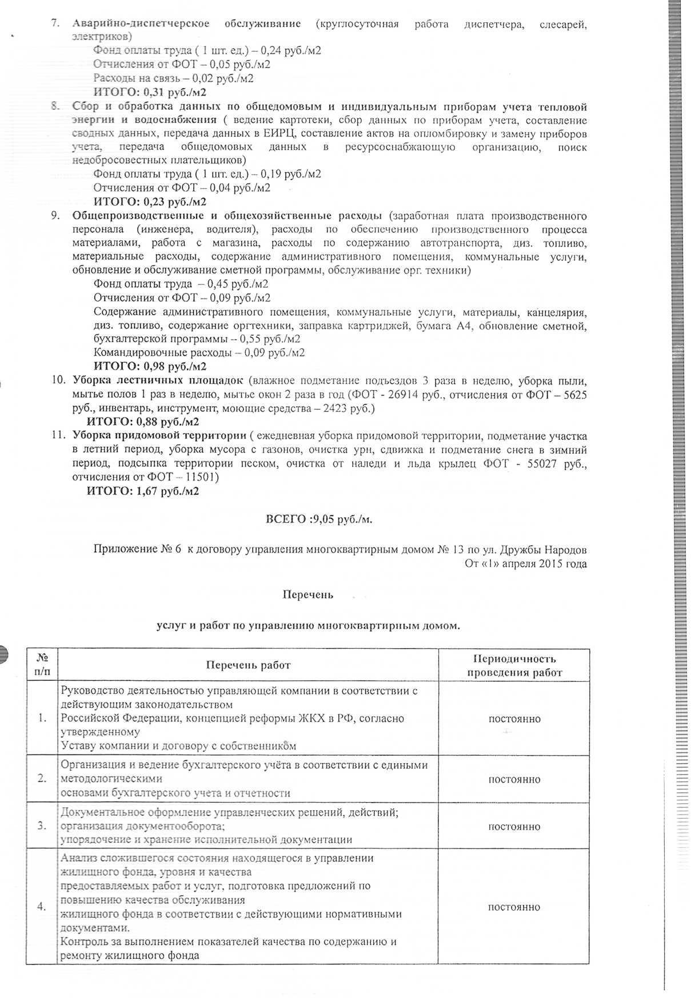 7. Аварийно-диспетчерское обслуживание (круглосуточная работа диспетчера, слесарей,
электриков)
Фонд оплаты труда ( 1 шт. ед.) – 0,24 руб./м2
Отчисления от ФОТ – 0,05 руб./м2
Расходы на связь – 0,02 руб./м2
ИТОГО: 0,31 руб./м2
8. Сбор и обработка данных по общедомовым и индивидуальным приборам учета тепловой
энергии и водоснабжения ( ведение картотеки, сбор данных по приборам учета, составление
сводных данных, передача данных в ЕИРЦ, составление актов на опломбировку и замену приборов
учета, передача общедомовых данных в ресурсоснабжающую организацию, поиск
недобросовестных плательщиков)
Фонд оплаты труда ( 1 шт. ед.) – 0,19 руб./м2
Отчисления от ФОТ – 0,04 руб./м2
ИТОГО: 0,23 руб./м2
9. Общепроизводственные и общехозяйственные расходы (заработная плата производственного
персонала (инженера, водителя), расходы по обеспечению производственного процесса
материалами, работа с магазина, расходы по содержанию автотранспорта, диз. топливо,
материальные расходы, содержание административного помещения, коммунальные услуги,
обновление и обслуживание сметной программы, обслуживание орг. техники)
Фонд оплаты труда – 0,45 руб./м2
Отчисления от ФОТ – 0,09 руб./м2
Содержание административного помещения, коммунальные услуги, материалы, канцелярия,
диз. топливо, содержание оргтехники, заправка картриджей, бумага А4, обновление сметной,
бухгалтерской программы – 0,55 руб./м2
Командировочные расходы – 0,09 руб./м2
ИТОГО: 0,98 руб./м2
10. Уборка лестничных площадок (влажное подметание подъездов 3 раза в неделю, уборка пыли,
мытье полов 1 раз в неделю, мытье окон 2 раза в год (ФОТ - 26914 руб., отчисления от ФОТ – 5625
руб., инвентарь, инструмент, моющие средства – 2423 руб.)
ИТОГО: 0,88 руб./м2
11. Уборка придомовой территории ( ежедневная уборка придомовой территории, подметание участка
в летний период, уборка мусора с газонов, очистка урн, сдвижка и подметание снега в зимний
период, подсыпка территории песком, очистка от наледи и льда крылец ФОТ - 55027 руб.,
отчисления от ФОТ – 11501)
ИТОГО: 1,67 руб./м2
ВСЕГО :9,05 руб./м.
Приложение № 6 к договору управления многоквартирным домом № 13 по ул. Дружбы Народов
От «1» апреля 2015 года
Перечень
услуг и работ по управлению многоквартирным домом.
№ п/п Перечень работ Периодичность проведения работ
1. Руководство деятельностью управляющей компании в соответствии с
действующим законодательством
Российской Федерации, концепцией реформы ЖКХ в РФ, согласно
утвержденному
Уставу компании и договору с собственником
постоянно
2. Организация и ведение бухгалтерского учёта в соответствии с едиными
методологическими
основами бухгалтерского учета и отчетности
постоянно
3. Документальное оформление управленческих решений, действий;
организация документооборота;
упорядочение и хранение исполнительной документации
постоянно
4. Анализ сложившегося состояния находящегося в управлении
жилищного фонда, уровня и качества
предоставляемых работ и услуг, подготовка предложений по
повышению качества обслуживания
жилищного фонда в соответствии с действующими нормативными
документами.
Контроль за выполнением показателей качества по содержанию и
ремонту жилищного фонда
постоянно